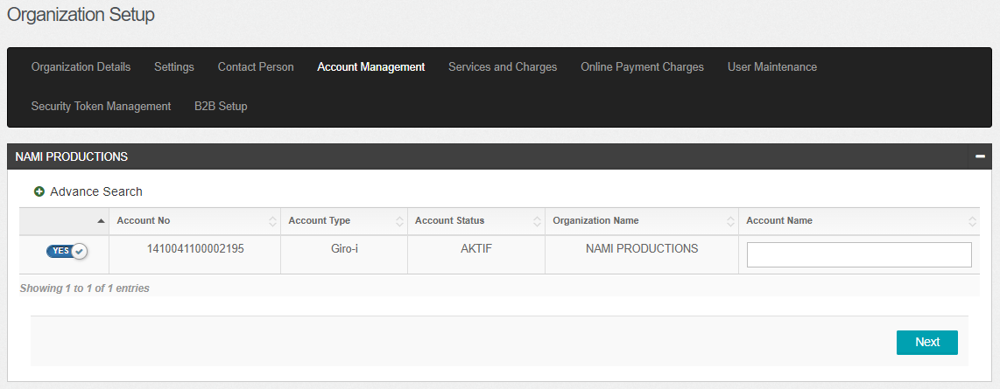 Organization Setup
Organization Details Settings Contact Person Account Management Services and Charges Online Payment Charges User Maintenance
Security Token Management B2B Setup
NAMI PRODUCTIONS
Advance Search
Account No Account Type Account Status Organization Name Account Name
YES 1410041100002195 Giro-i AKTIF NAMI PRODUCTIONS
Showing 1 to 1 of 1 entries
Next